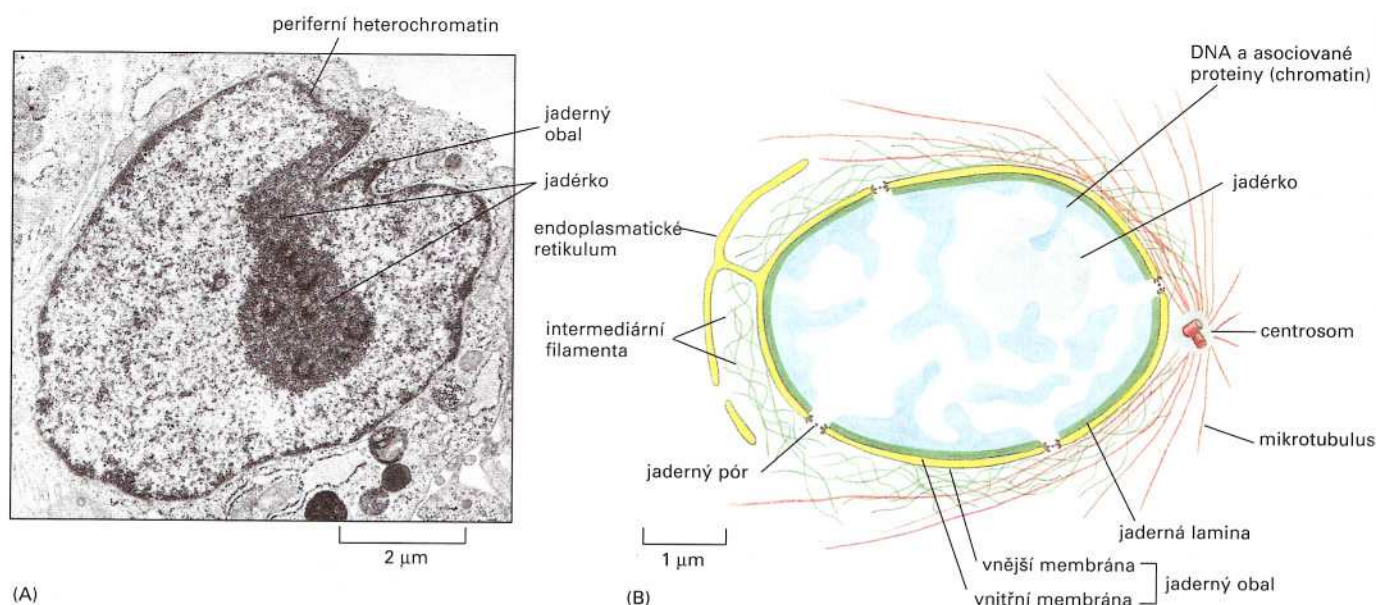 periferní heterochromatin
jaderný
obal
jadérko
2 µm
(A)
DNA a asociované
proteiny (chromatin)
jadérko
endoplasmatické
retikulum
intermediární
filamenta
centrosom
mikrotubulus
jaderný pór
jaderná lamina
1 µm
vnější membrána
vnitřní membrána
jaderný obal
(B)